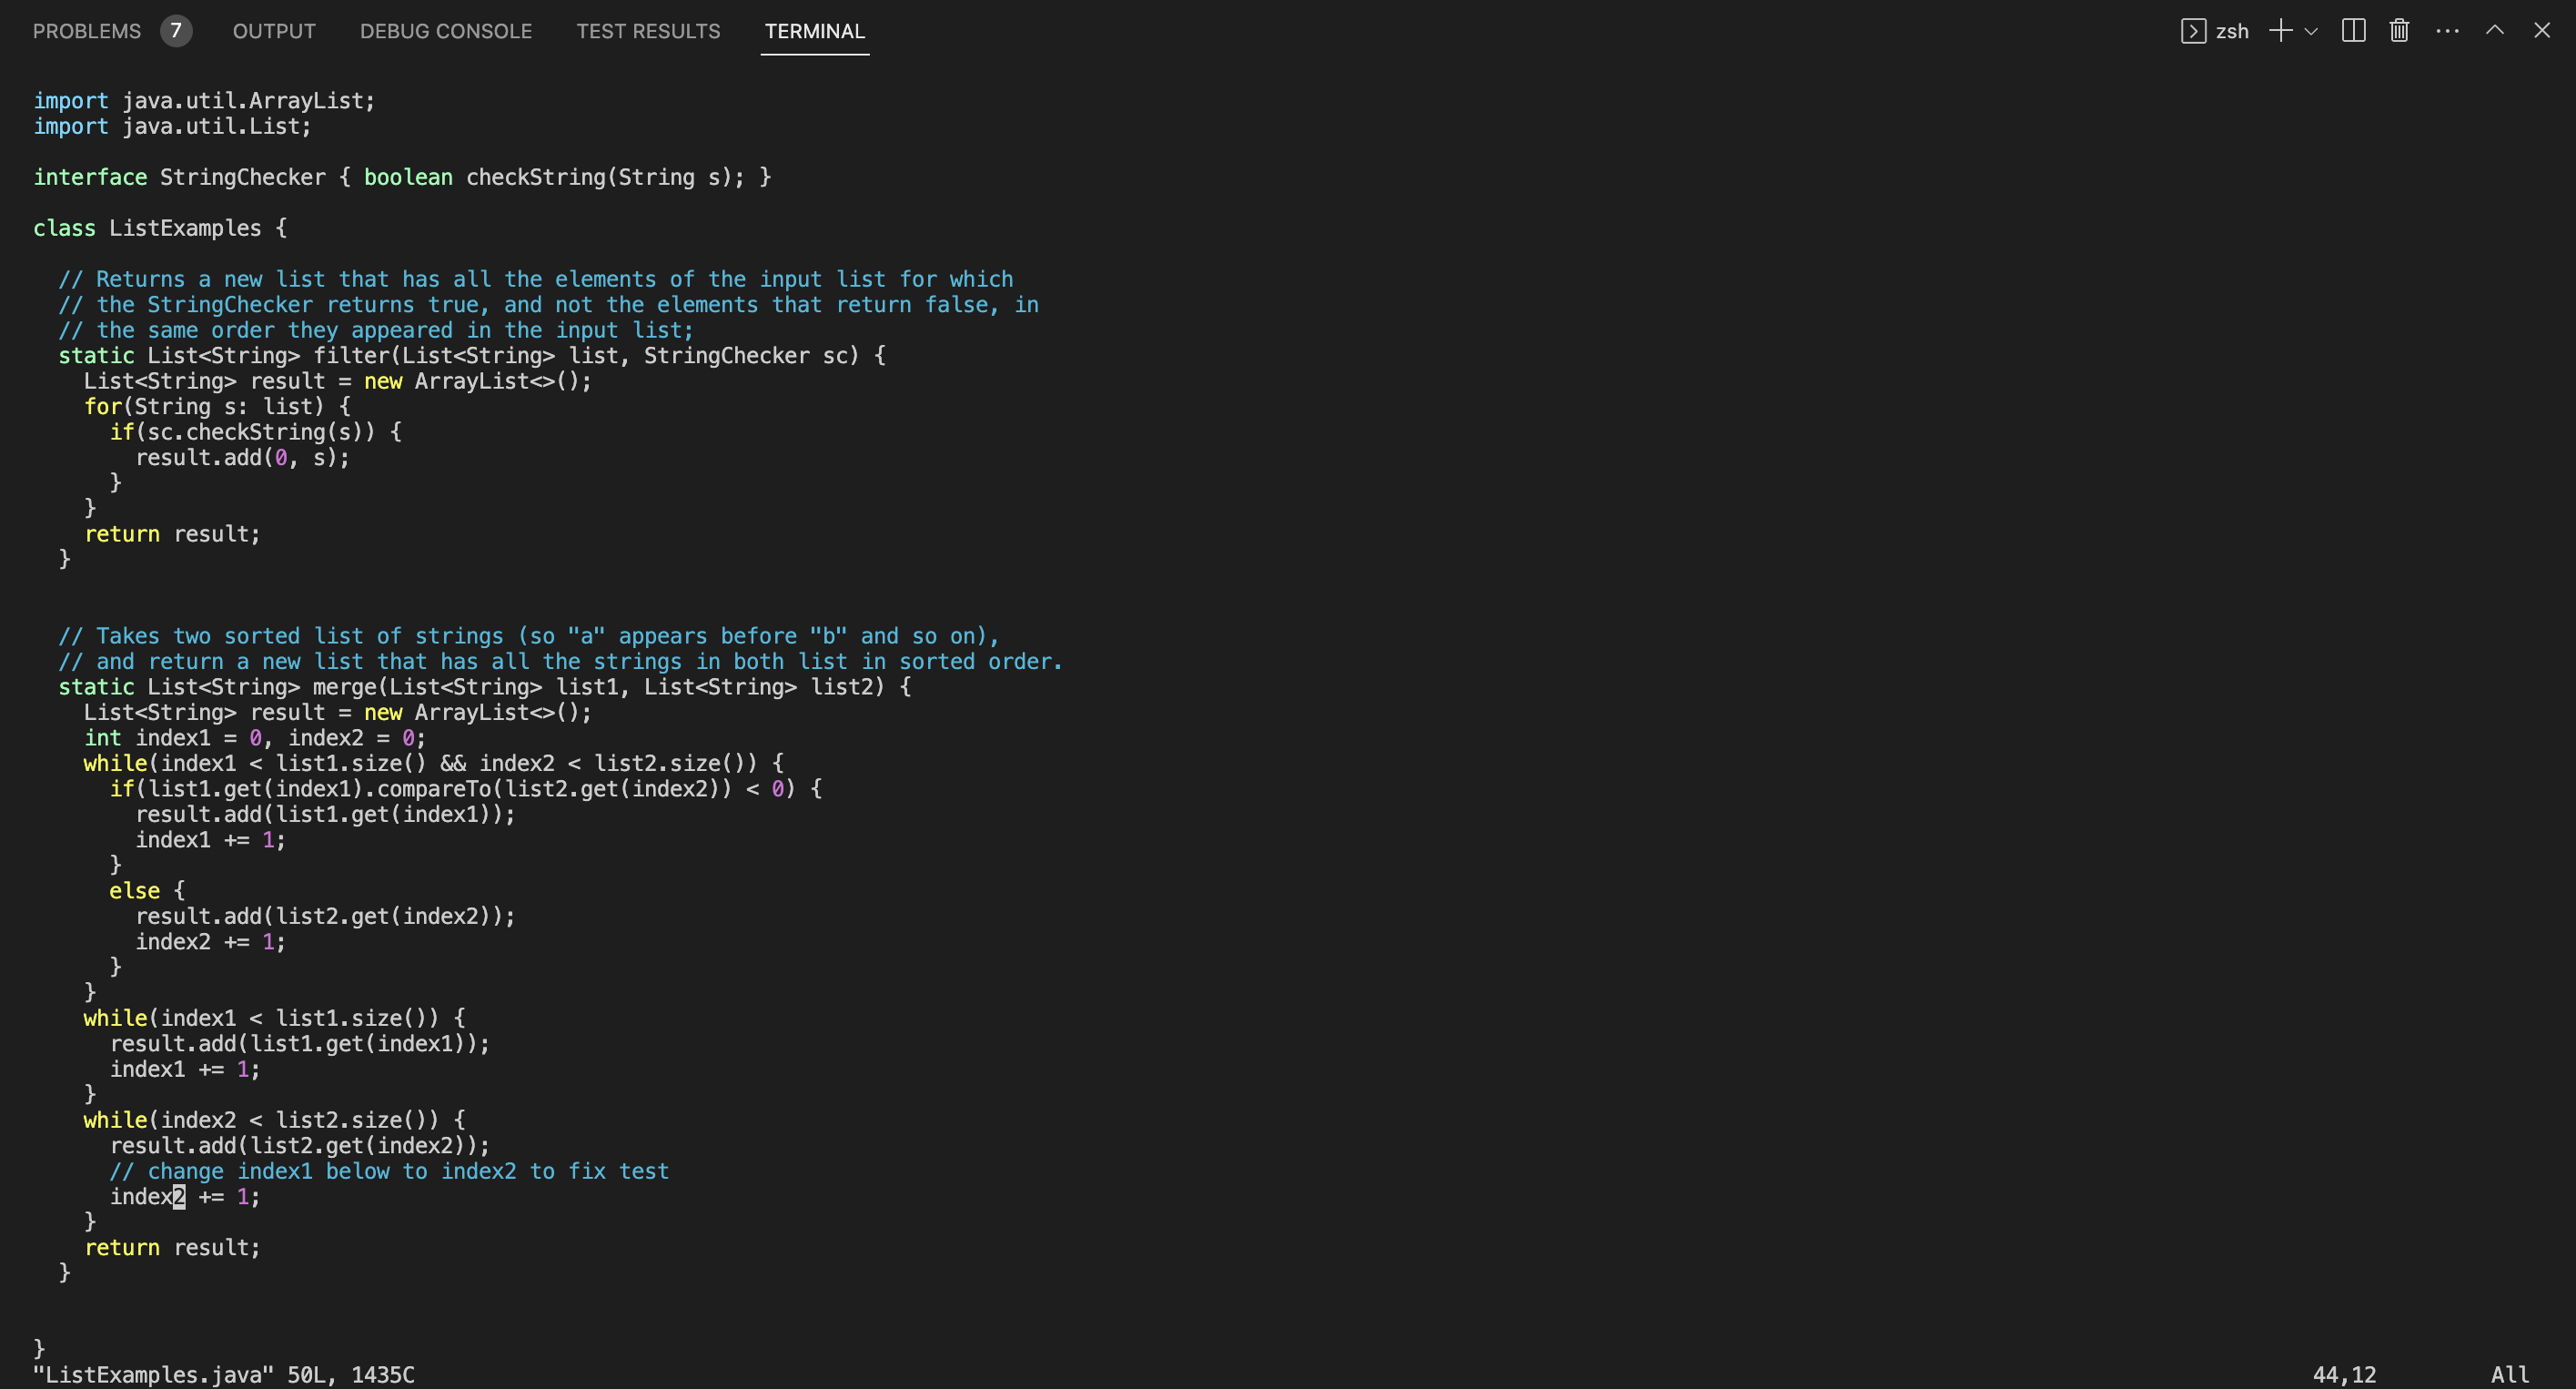 PROBLEMS 7 OUTPUT DEBUG CONSOLE TEST RESULTS TERMINAL zsh
import java.util.ArrayList;
import java.util.List;

interface StringChecker { boolean checkString(String s); }

class ListExamples {

  // Returns a new list that has all the elements of the input list for which
  // the StringChecker returns true, and not the elements that return false, in
  // the same order they appeared in the input list;
  static List<String> filter(List<String> list, StringChecker sc) {
    List<String> result = new ArrayList<>();
    for(String s: list) {
      if(sc.checkString(s)) {
        result.add(0, s);
      }
    }
    return result;
  }


  // Takes two sorted list of strings (so "a" appears before "b" and so on),
  // and return a new list that has all the strings in both list in sorted order.
  static List<String> merge(List<String> list1, List<String> list2) {
    List<String> result = new ArrayList<>();
    int index1 = 0, index2 = 0;
    while(index1 < list1.size() && index2 < list2.size()) {
      if(list1.get(index1).compareTo(list2.get(index2)) < 0) {
        result.add(list1.get(index1));
        index1 += 1;
      }
      else {
        result.add(list2.get(index2));
        index2 += 1;
      }
    }
    while(index1 < list1.size()) {
      result.add(list1.get(index1));
      index1 += 1;
    }
    while(index2 < list2.size()) {
      result.add(list2.get(index2));
      // change index1 below to index2 to fix test
      index2 += 1;
    }
    return result;
  }


}
"ListExamples.java" 50L, 1435C 44,12 All